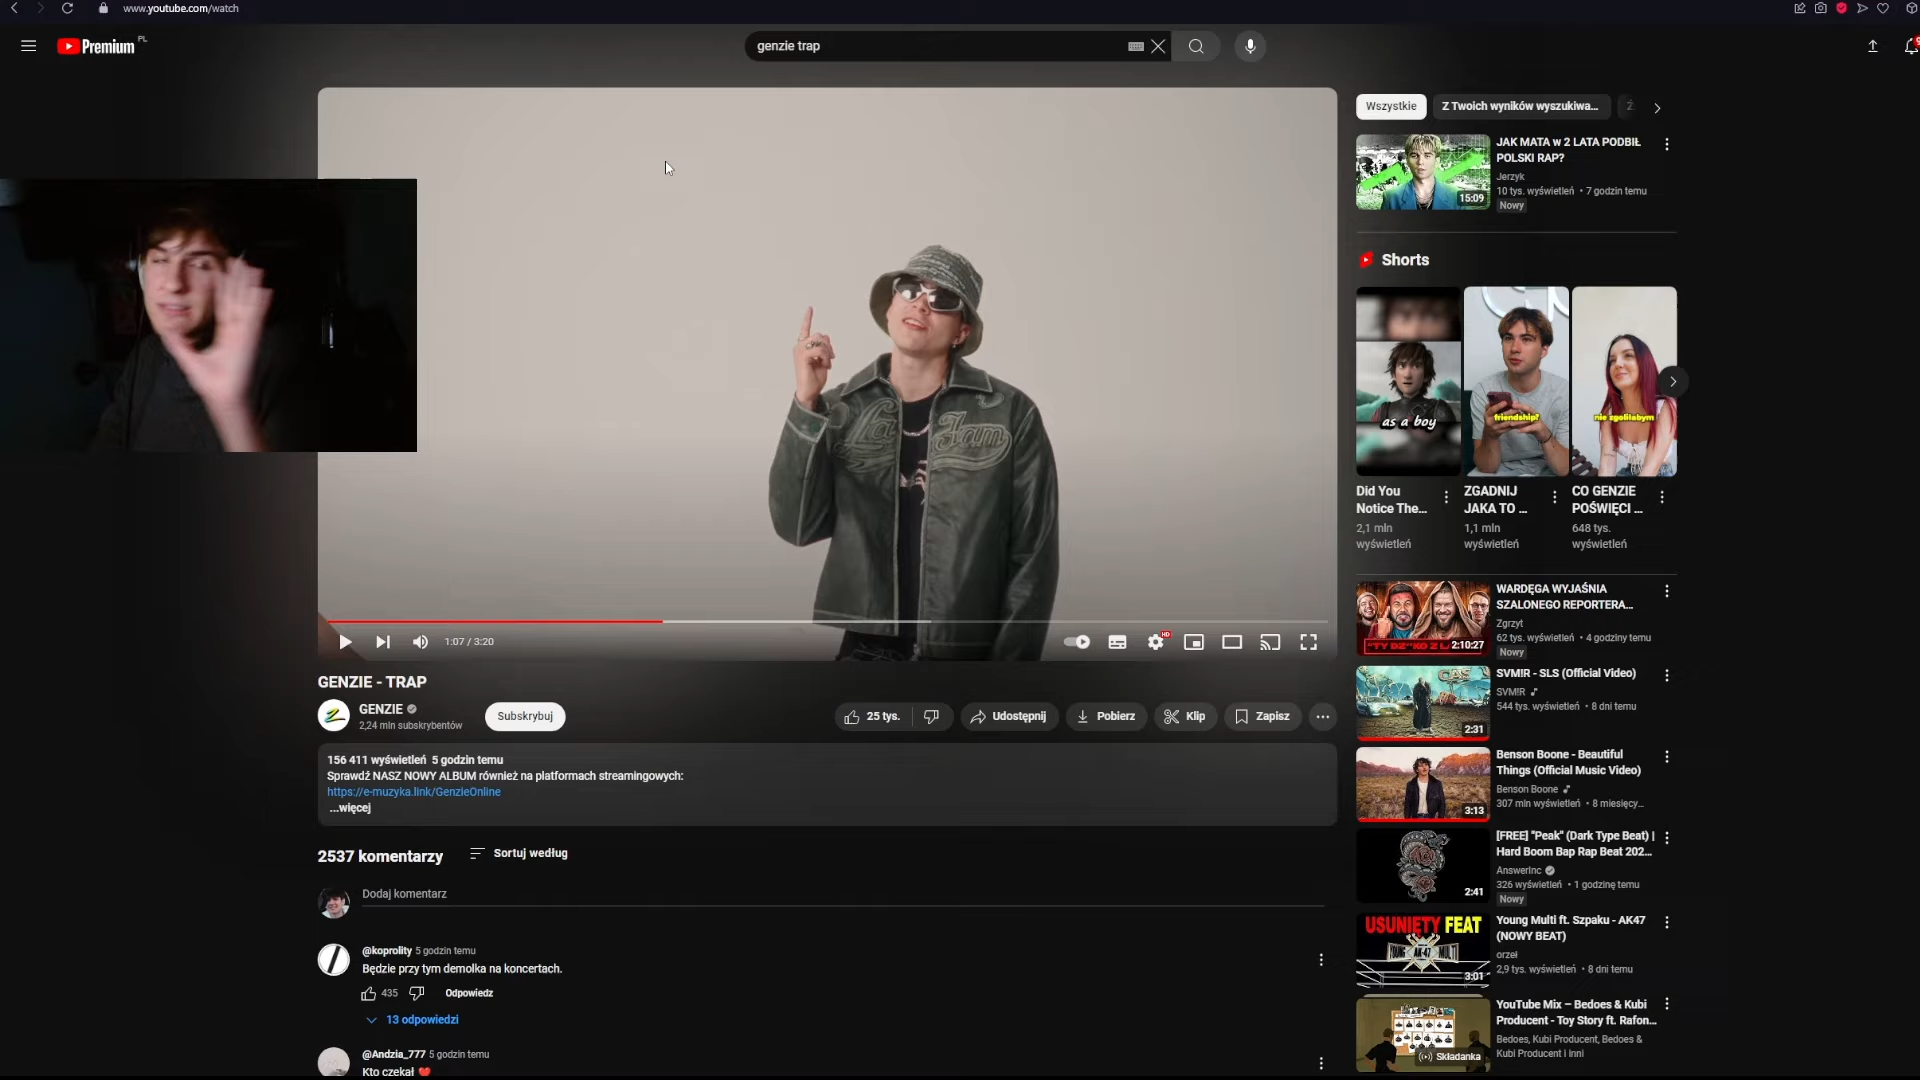 www.youtube.com/watch
Premium PL
genzie trap
Wszystkie
Z Twoich wyników wyszukiwa...
JAK MATA w 2 LATA PODBIŁ
POLSKI RAP?
Jerzyk
10 tys. wyświetleń • 7 godzin temu
Nowy
15:09
Shorts
as a boy
friendship?
nie zgoliłabym
Did You
Notice The...
2,1 mln
wyświetleń
ZGADNIJ
JAKA TO ...
1,1 mln
wyświetleń
CO GENZIE
POŚWIĘCI ...
648 tys.
wyświetleń
1:07 / 3:20
HD
GENZIE - TRAP
GENZIE
2,24 mln subskrybentów
Subskrybuj
25 tys.
Udostępnij
Pobierz
Klip
Zapisz
156 411 wyświetleń 5 godzin temu
Sprawdź NASZ NOWY ALBUM również na platformach streamingowych:
https://e-muzyka.link/GenzieOnline
...więcej
2537 komentarzy
Sortuj według
Dodaj komentarz
@koprolity 5 godzin temu
Będzie przy tym demolka na koncertach.
435
Odpowiedz
13 odpowiedzi
@Andzia_777 5 godzin temu
Kto czekał ❤️
2:10:27
WARDĘGA WYJAŚNIA
SZALONEGO REPORTERA...
Zgrzyt
62 tys. wyświetleń • 4 godziny temu
Nowy
2:31
SVM!R - SLS (Official Video)
SVM!R
544 tys. wyświetleń • 8 dni temu
3:13
Benson Boone - Beautiful
Things (Official Music Video)
Benson Boone
307 mln wyświetleń • 8 miesięcy...
2:41
[FREE] "Peak" (Dark Type Beat) |
Hard Boom Bap Rap Beat 202...
AnswerInc
326 wyświetleń • 1 godzinę temu
Nowy
USUNIĘTY FEAT
YOUNG AK-47 MULTI
3:01
Young Multi ft. Szpaku - AK47
(NOWY BEAT)
orzeł
2,9 tys. wyświetleń • 8 dni temu
Składanka
YouTube Mix – Bedoes & Kubi
Producent - Toy Story ft. Rafon...
Bedoes, Kubi Producent, Bedoes &
Kubi Producent i inni